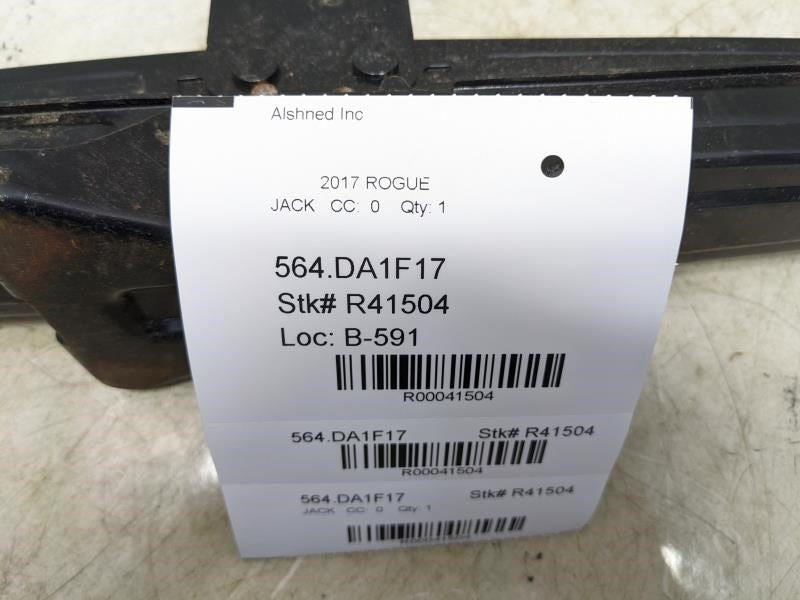 Alshned Inc
2017 ROGUE
JACK CC: 0 Qty: 1
564.DA1F17
Stk# R41504
Loc: B-591
R00041504
564.DA1F17 Stk# R41504
R00041504
564.DA1F17 Stk# R41504
JACK CC: 0 Qty: 1
R00041504